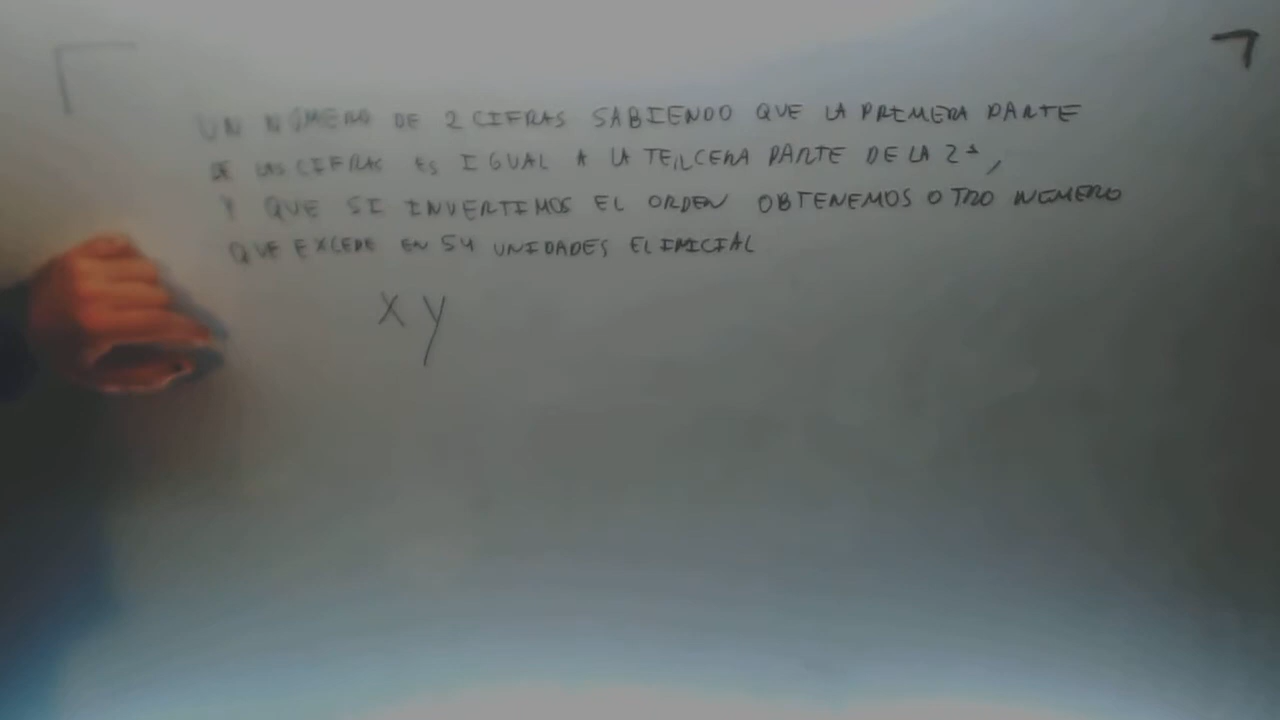 UN NÚMERO DE 2 CIFRAS SABIENDO QUE LA PRIMERA PARTE
DE LAS CIFRAS ES IGUAL A LA TERCERA PARTE DE LA 2ª,
Y QUE SI INVERTIMOS EL ORDEN OBTENEMOS OTRO NÚMERO
QUE EXCEDE EN 54 UNIDADES EL INICIAL
x y